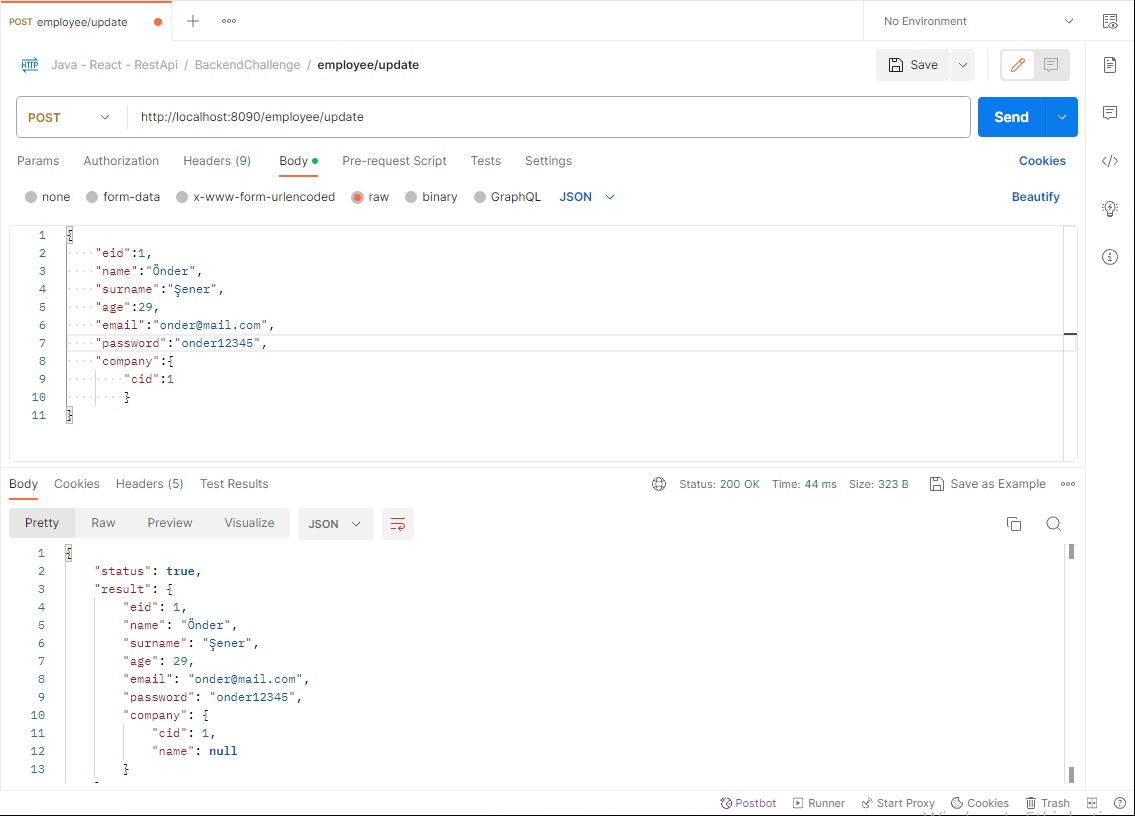 POST employee/update
No Environment
Java - React - RestApi / BackendChallenge / employee/update
Save
POST http://localhost:8090/employee/update Send
Params Authorization Headers (9) Body Pre-request Script Tests Settings Cookies
none form-data x-www-form-urlencoded raw binary GraphQL JSON Beautify
1 {
2 "eid":1,
3 "name":"Önder",
4 "surname":"Şener",
5 "age":29,
6 "email":"onder@mail.com",
7 "password":"onder12345",
8 "company":{
9 "cid":1
10 }
11 }
Body Cookies Headers (5) Test Results Status: 200 OK Time: 44 ms Size: 323 B Save as Example
Pretty Raw Preview Visualize JSON
1 {
2 "status": true,
3 "result": {
4 "eid": 1,
5 "name": "Önder",
6 "surname": "Şener",
7 "age": 29,
8 "email": "onder@mail.com",
9 "password": "onder12345",
10 "company": {
11 "cid": 1,
12 "name": null
13 }
Postbot Runner Start Proxy Cookies Trash